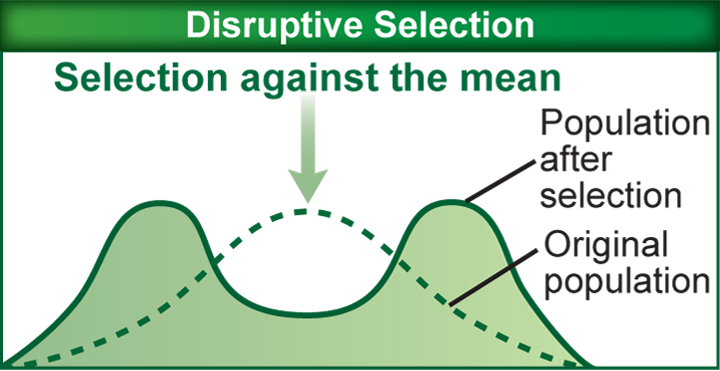 Disruptive Selection
Selection against the mean
Population
after
selection
Original
population